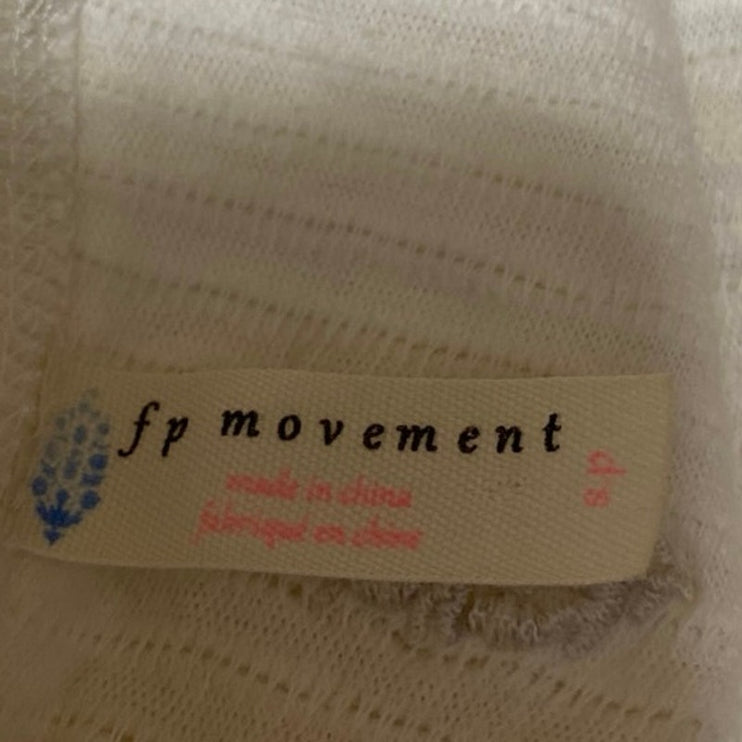 fp movement
made in china
fabriqué en chine
s-p